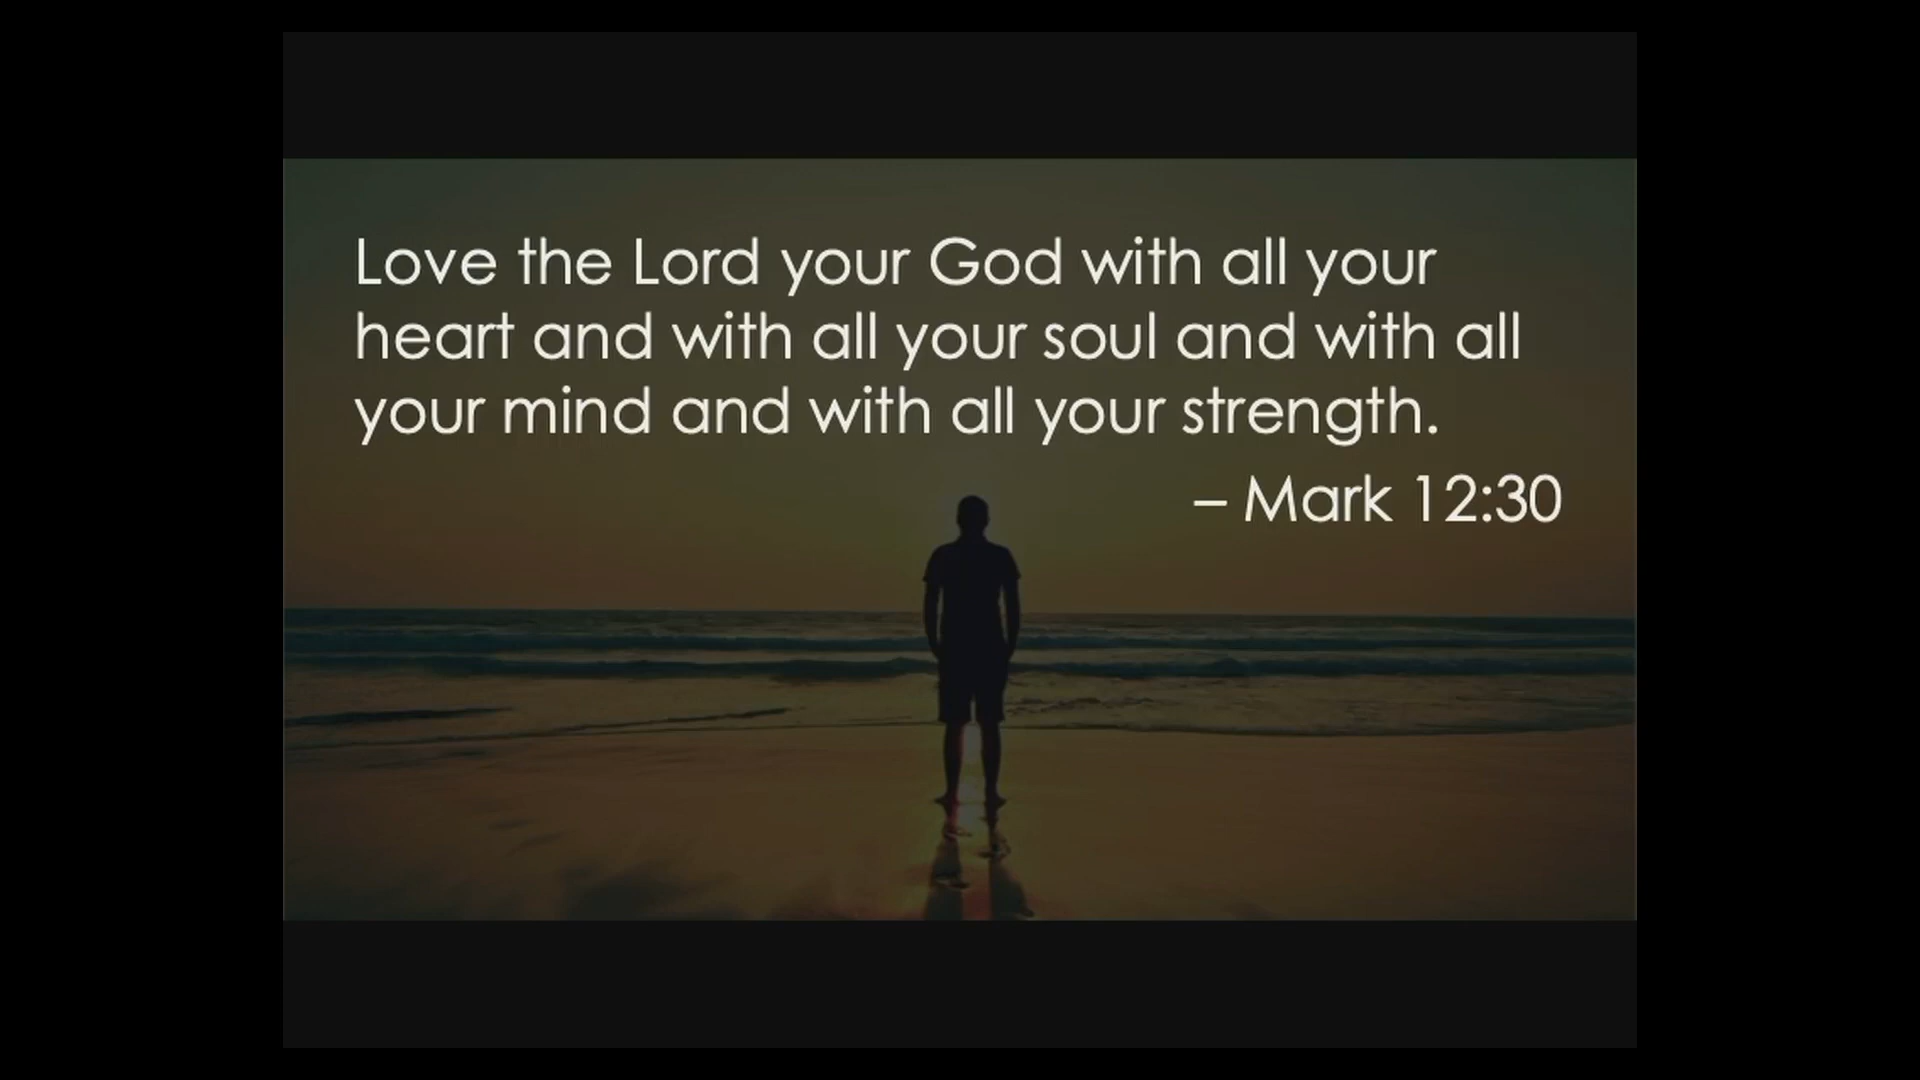 Love the Lord your God with all your
heart and with all your soul and with all
your mind and with all your strength.
– Mark 12:30